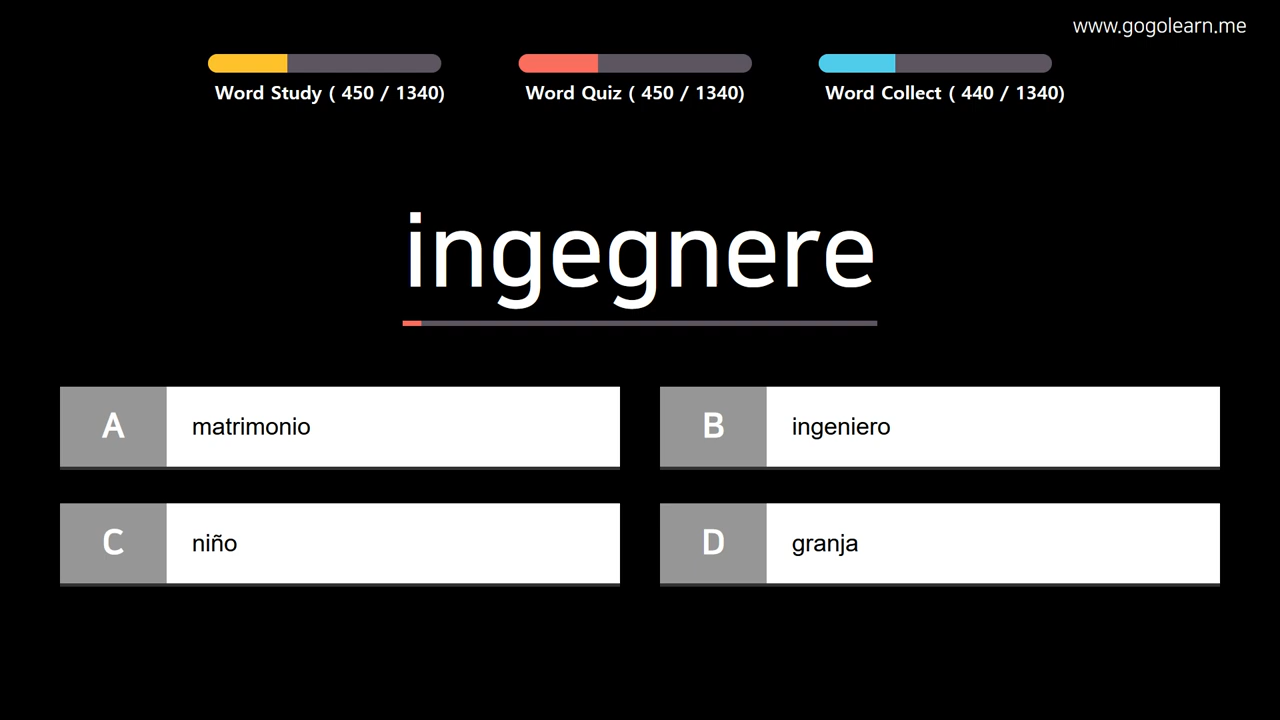 www.gogolearn.me
Word Study ( 450 / 1340)
Word Quiz ( 450 / 1340)
Word Collect ( 440 / 1340)
ingegnere
A matrimonio
B ingeniero
C niño
D granja